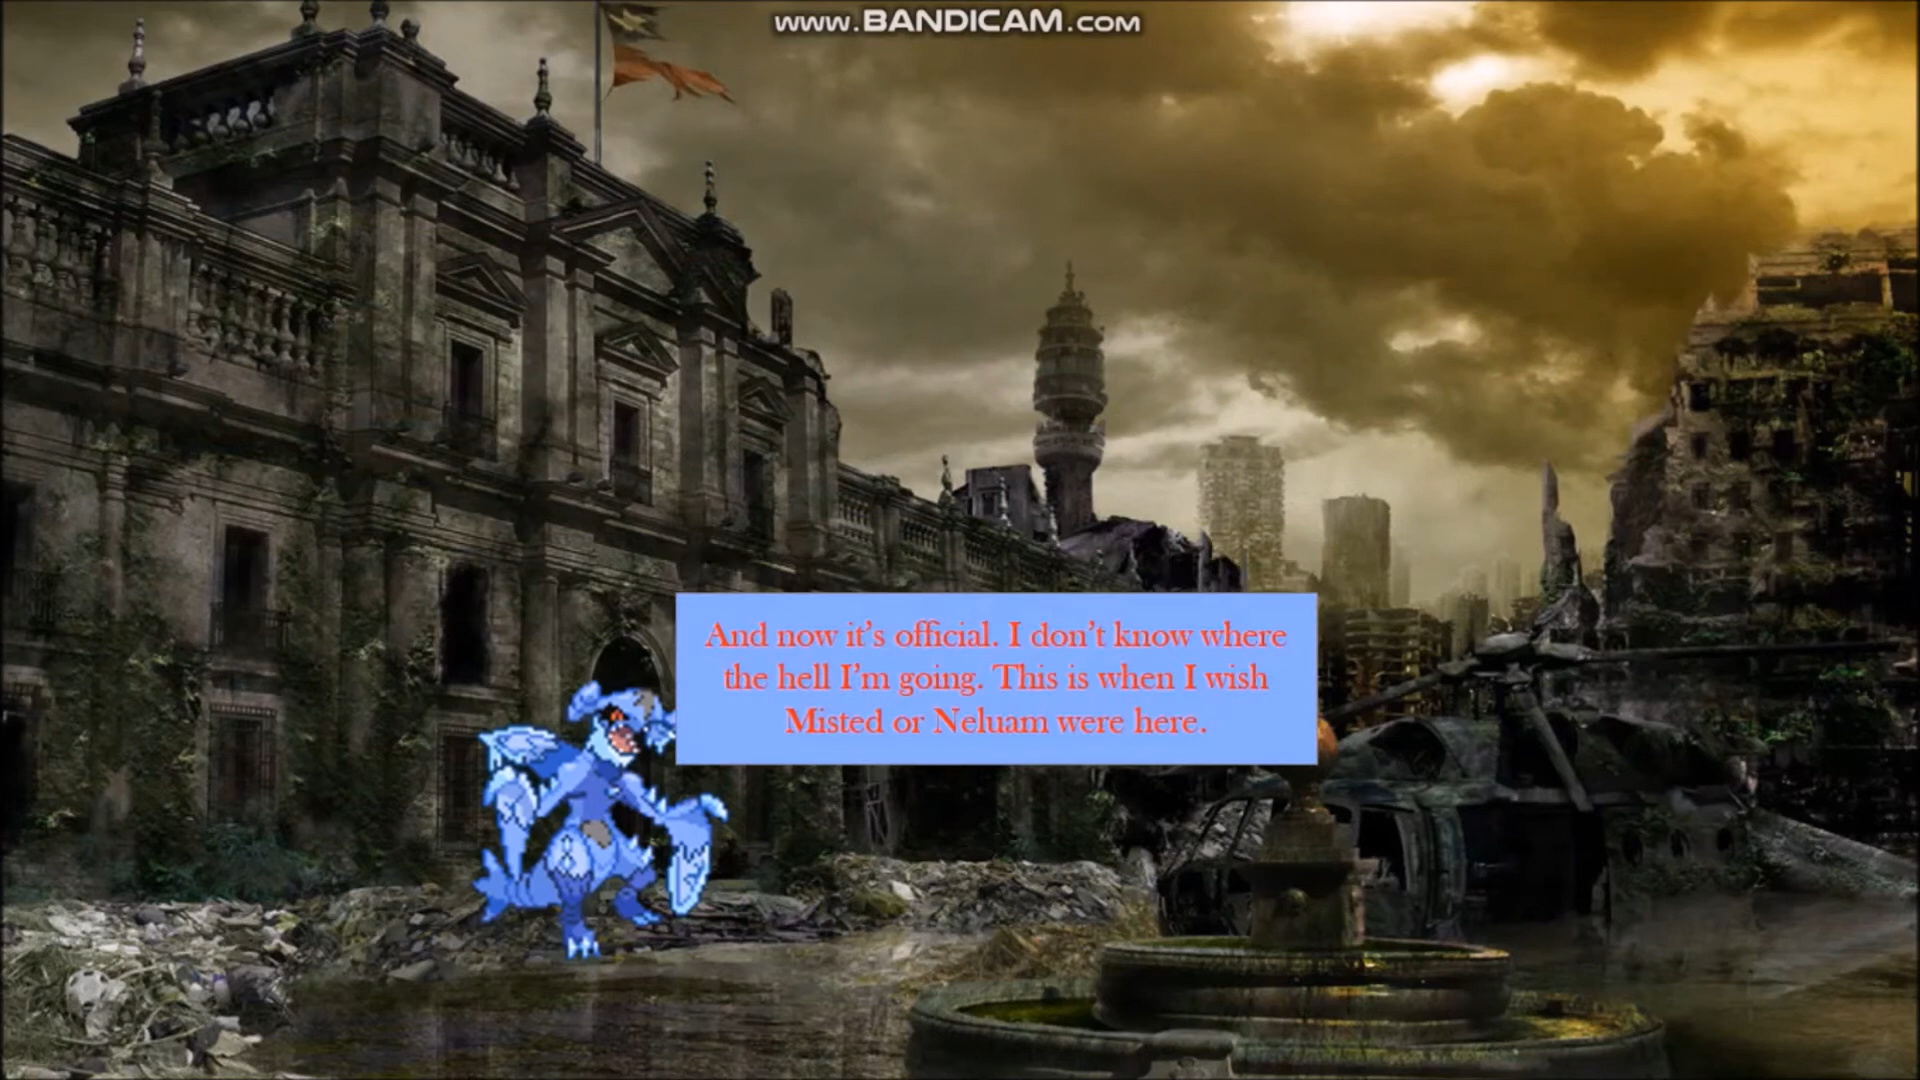 www.BANDICAM.com
And now it's official. I don't know where
the hell I'm going. This is when I wish
Misted or Neluam were here.